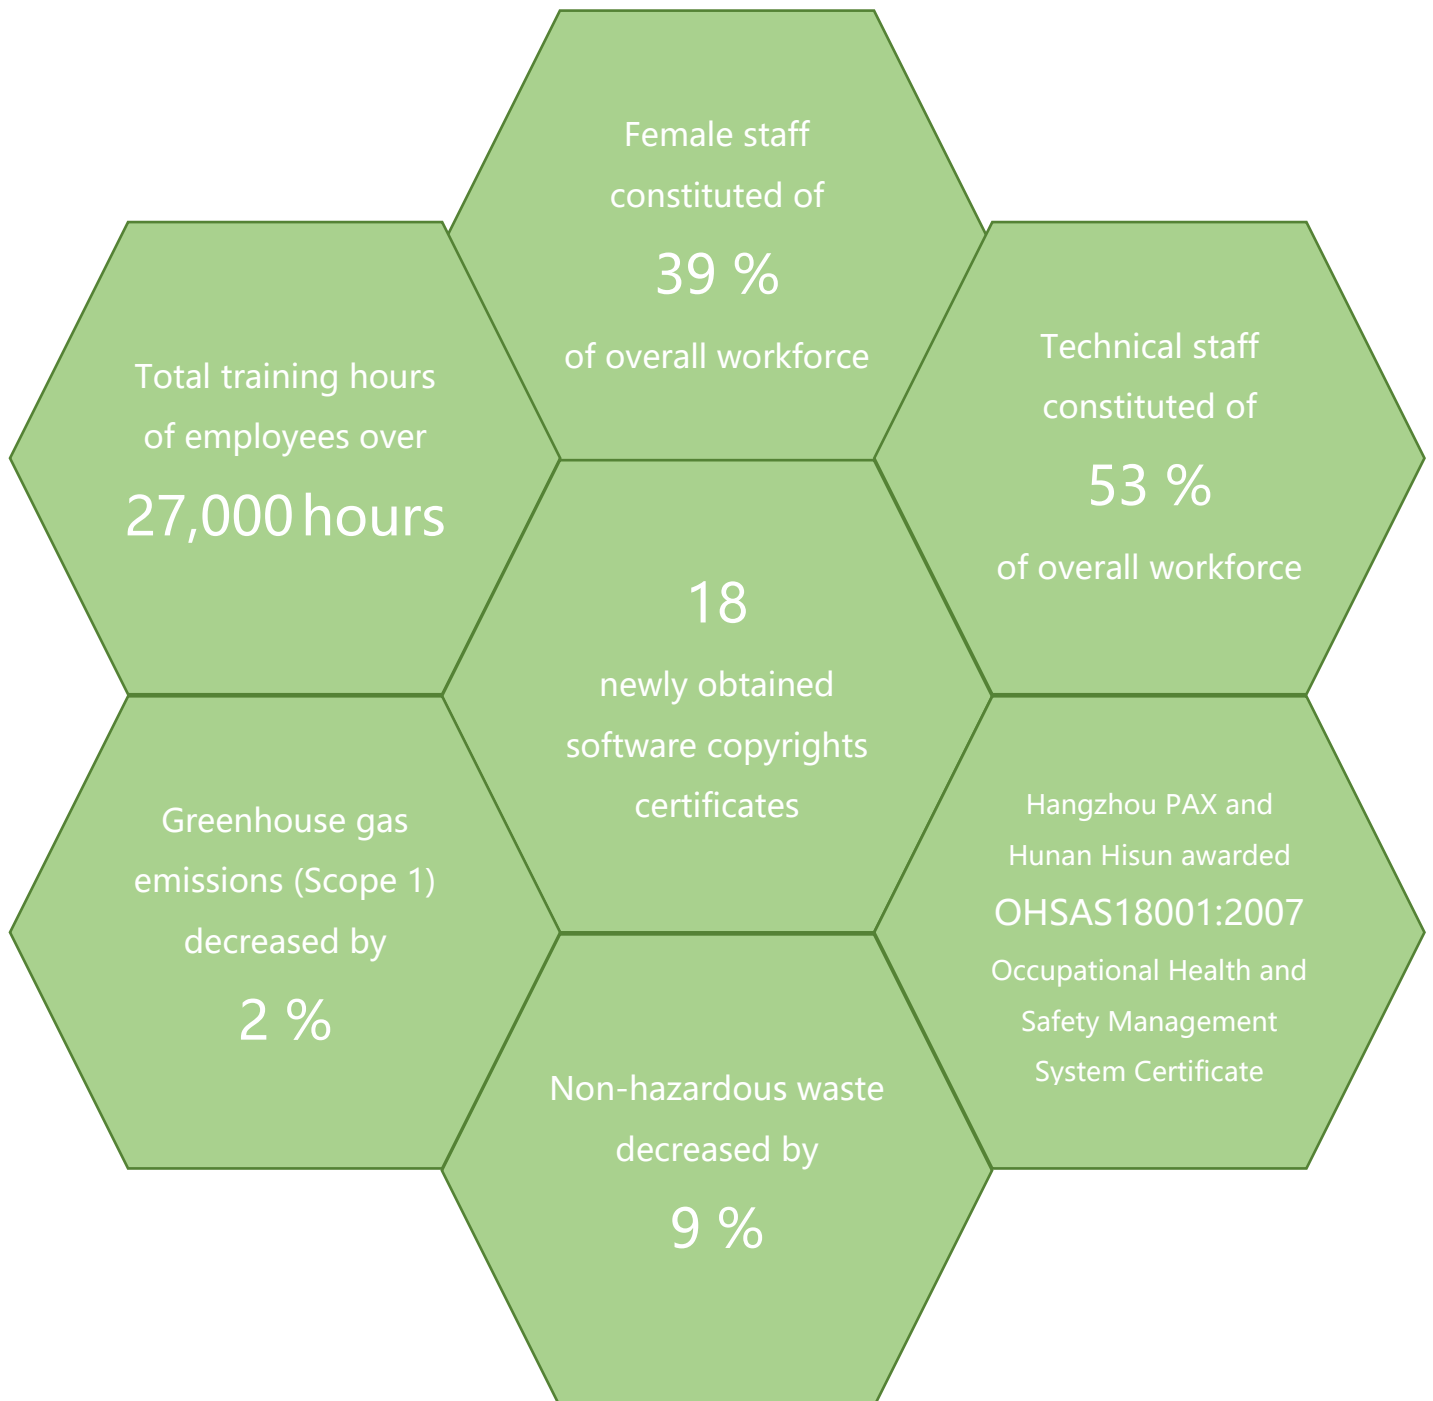 Female staff
constituted of
39 %
of overall workforce
Total training hours
of employees over
27,000 hours
Technical staff
constituted of
53 %
of overall workforce
18
newly obtained
software copyrights
certificates
Greenhouse gas
emissions (Scope 1)
decreased by
2 %
Hangzhou PAX and
Hunan Hisun awarded
OHSAS18001:2007
Occupational Health and
Safety Management
System Certificate
Non-hazardous waste
decreased by
9 %